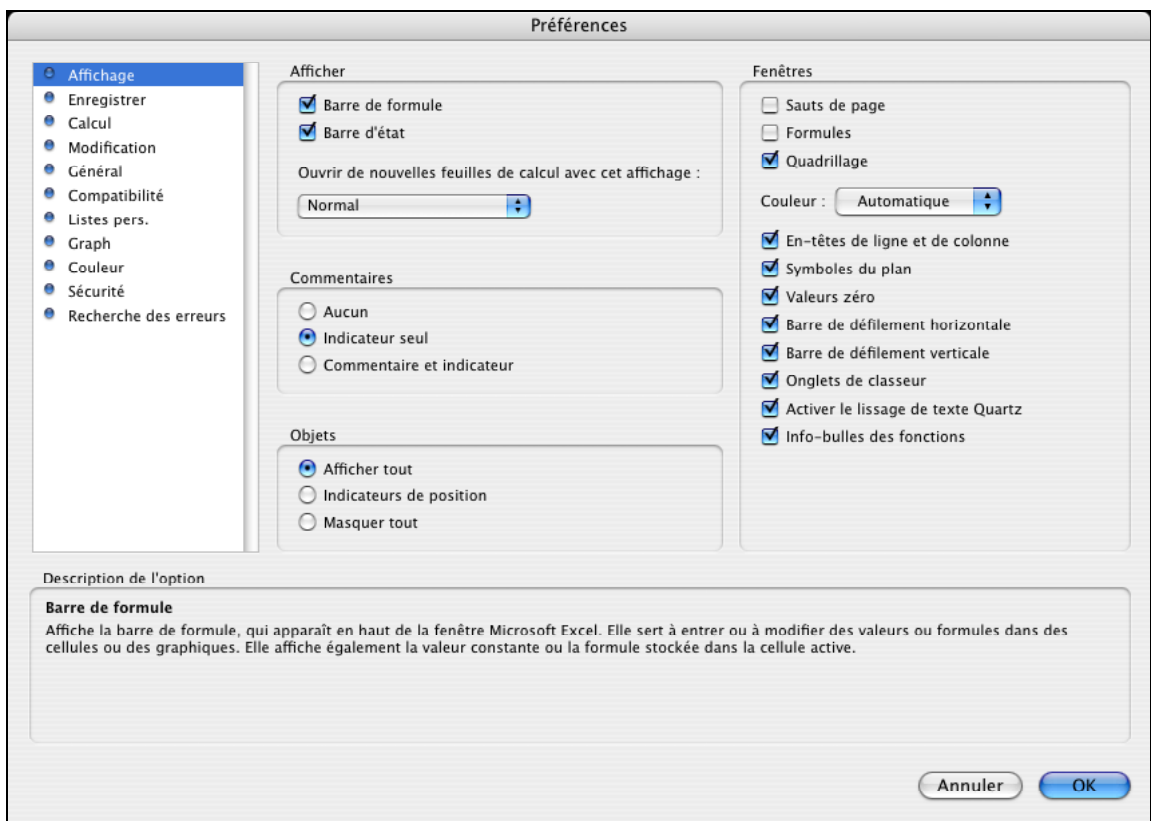 Préférences
Affichage
Enregistrer
Calcul
Modification
Général
Compatibilité
Listes pers.
Graph
Couleur
Sécurité
Recherche des erreurs
Afficher
Barre de formule
Barre d'état
Ouvrir de nouvelles feuilles de calcul avec cet affichage :
Normal
Commentaires
Aucun
Indicateur seul
Commentaire et indicateur
Objets
Afficher tout
Indicateurs de position
Masquer tout
Fenêtres
Sauts de page
Formules
Quadrillage
Couleur : Automatique
En-têtes de ligne et de colonne
Symboles du plan
Valeurs zéro
Barre de défilement horizontale
Barre de défilement verticale
Onglets de classeur
Activer le lissage de texte Quartz
Info-bulles des fonctions
Description de l'option
Barre de formule
Affiche la barre de formule, qui apparaît en haut de la fenêtre Microsoft Excel. Elle sert à entrer ou à modifier des valeurs ou formules dans des
cellules ou des graphiques. Elle affiche également la valeur constante ou la formule stockée dans la cellule active.
Annuler
OK